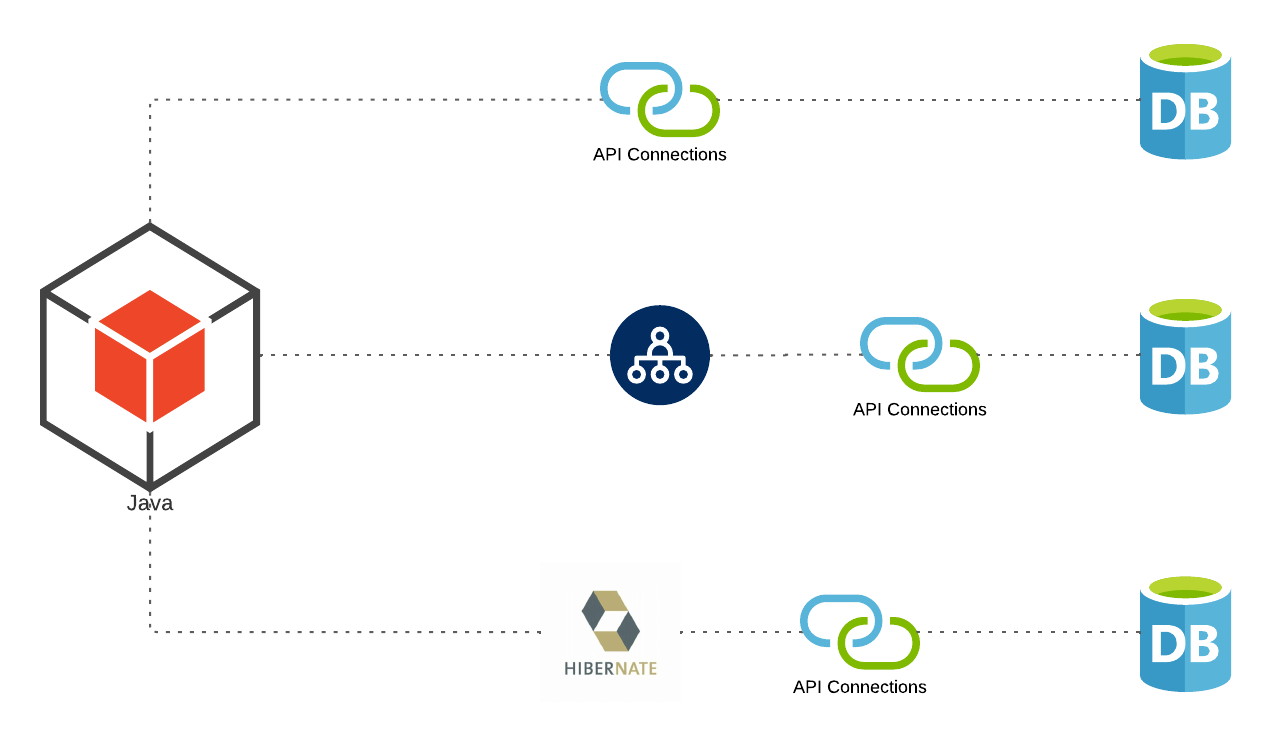 API Connections
DB
DB
API Connections
Java
HIBERNATE
DB
API Connections